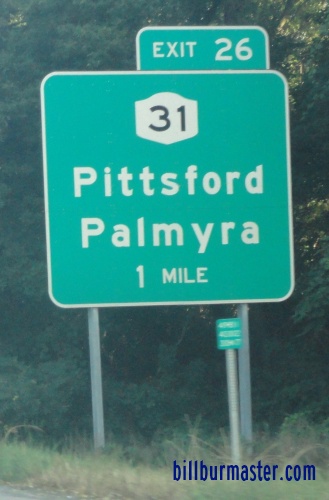 EXIT 26
31
Pittsford
Palmyra
1 MILE
billburmaster.com